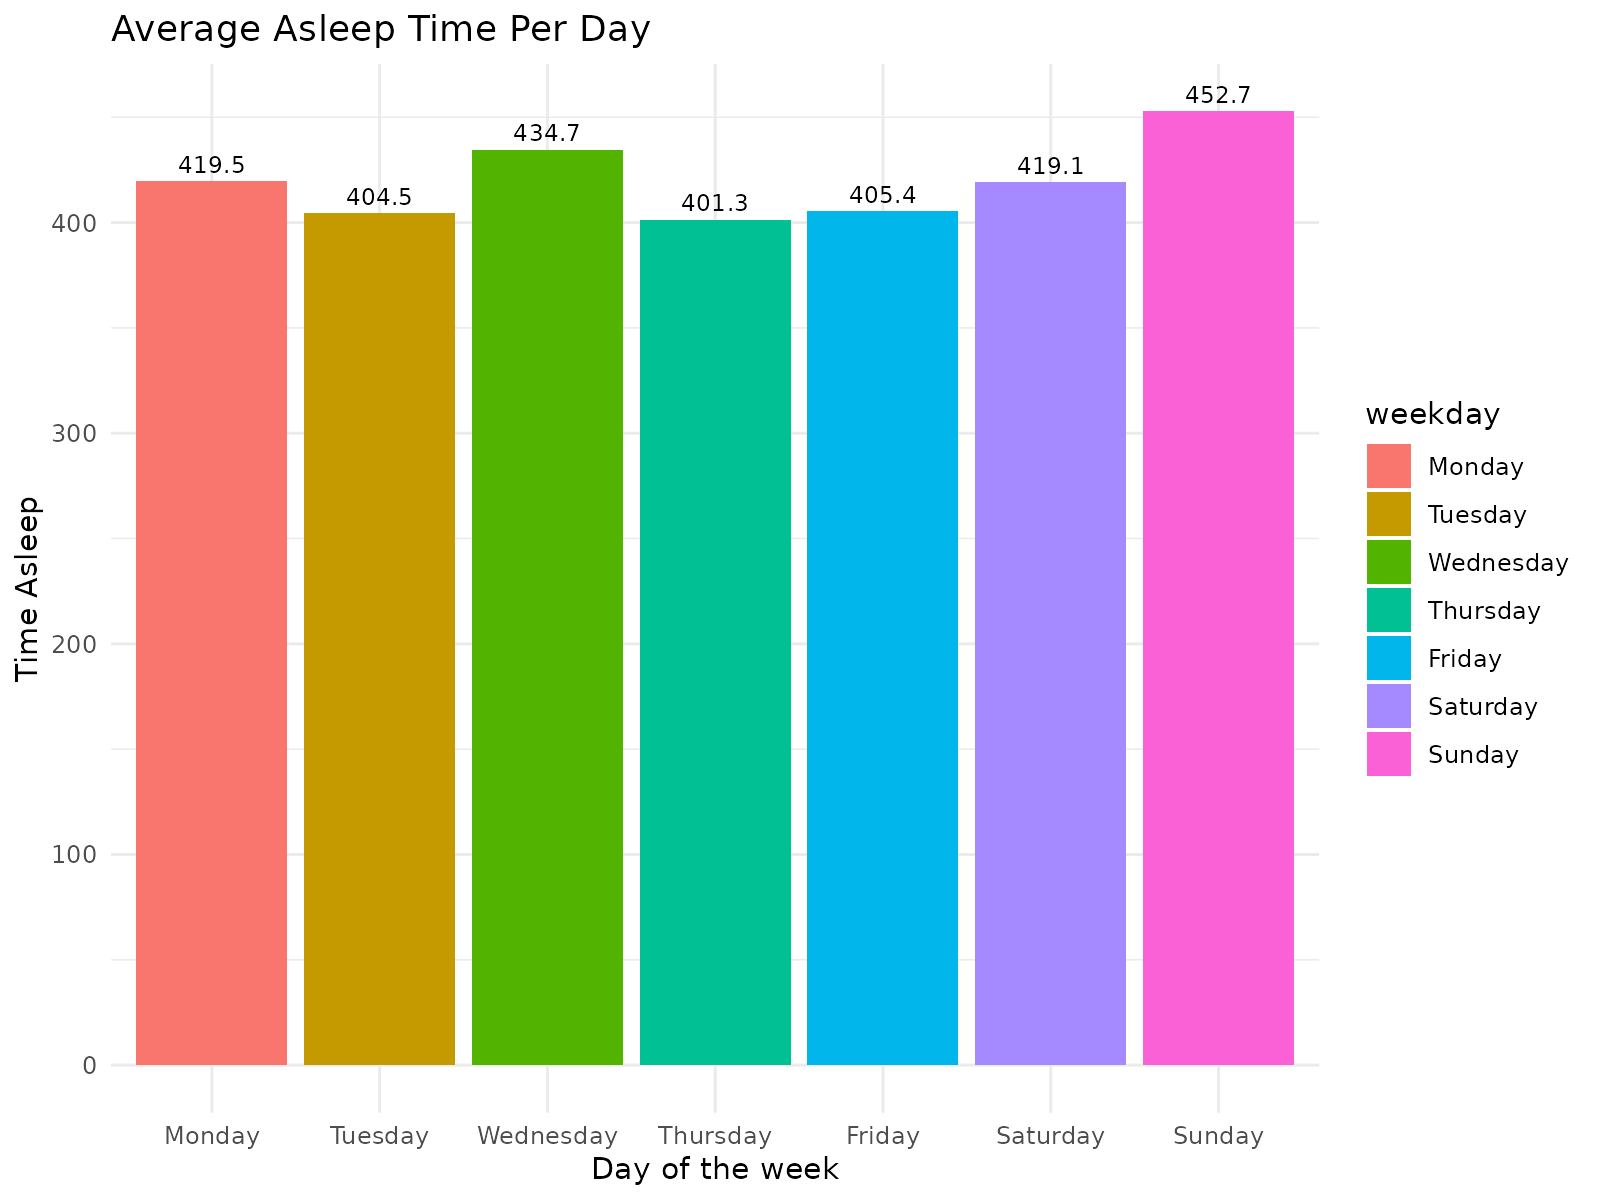 Average Asleep Time Per Day
452.7
434.7
419.5
419.1
404.5
405.4
401.3
400
300
200
100
0
Time Asleep
Monday
Tuesday
Wednesday
Thursday
Friday
Saturday
Sunday
Day of the week
weekday
Monday
Tuesday
Wednesday
Thursday
Friday
Saturday
Sunday